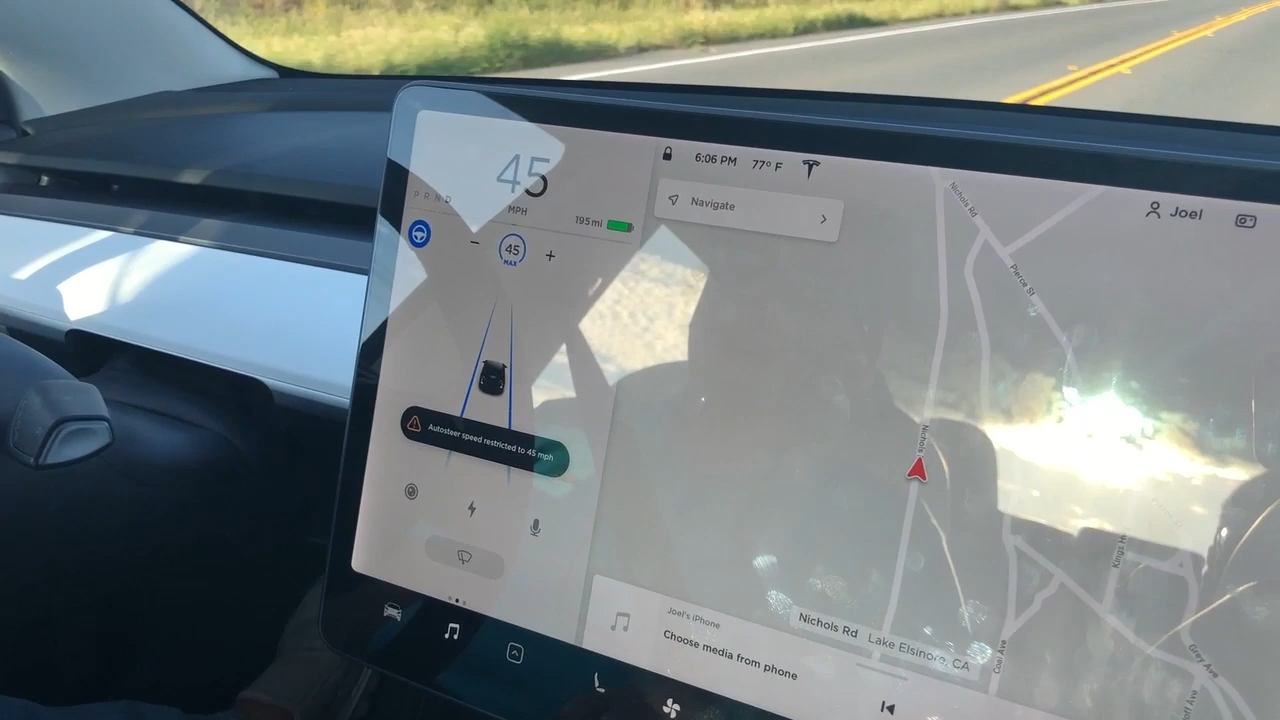 45
MPH
P R N D
195 mi
45
MAX
Autosteer speed restricted to 45 mph
6:06 PM 77° F
Navigate
Joel
Nichols Rd
Pierce St
Nichols
Kings H
Coal Ave
Grey Ave
Nichols Rd Lake Elsinore, CA
Joel's iPhone
Choose media from phone